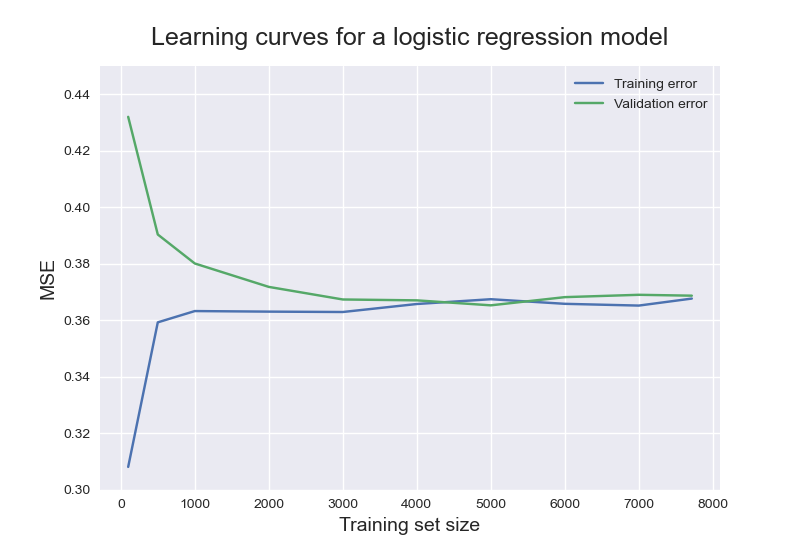 Learning curves for a logistic regression model
Training error
Validation error
0.44
0.42
0.40
0.38
0.36
0.34
0.32
0.30
MSE
0 1000 2000 3000 4000 5000 6000 7000 8000
Training set size